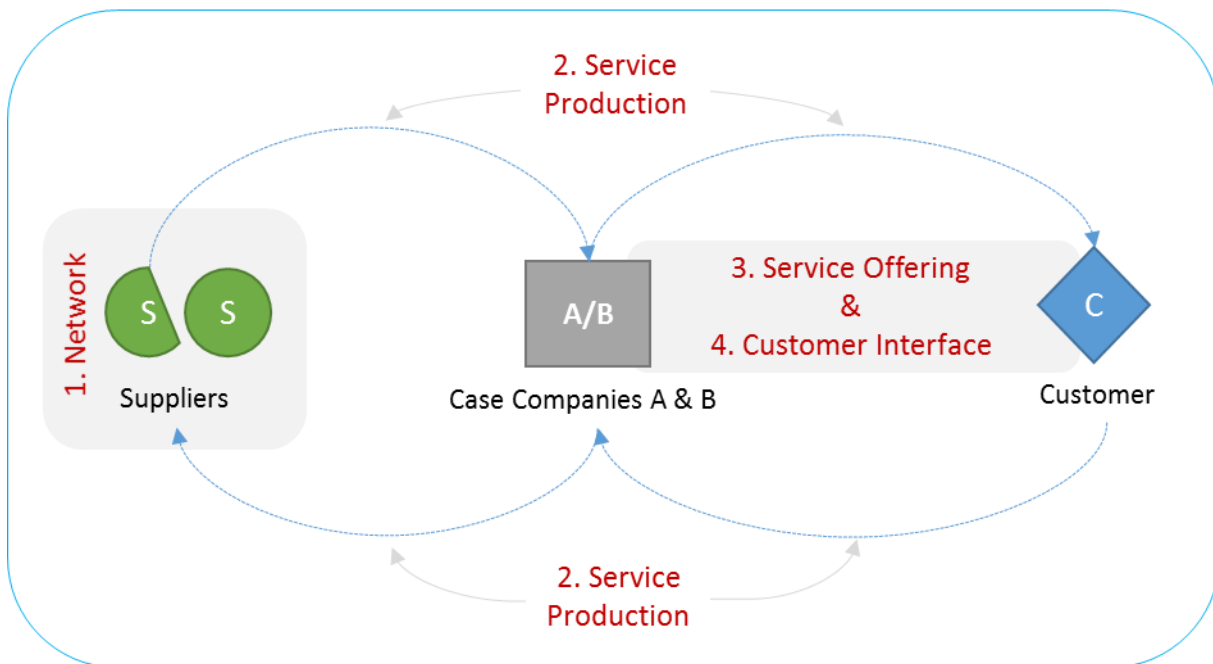 2. Service
Production
1. Network
S
S
Suppliers
A/B
Case Companies A & B
3. Service Offering
&
4. Customer Interface
C
Customer
2. Service
Production